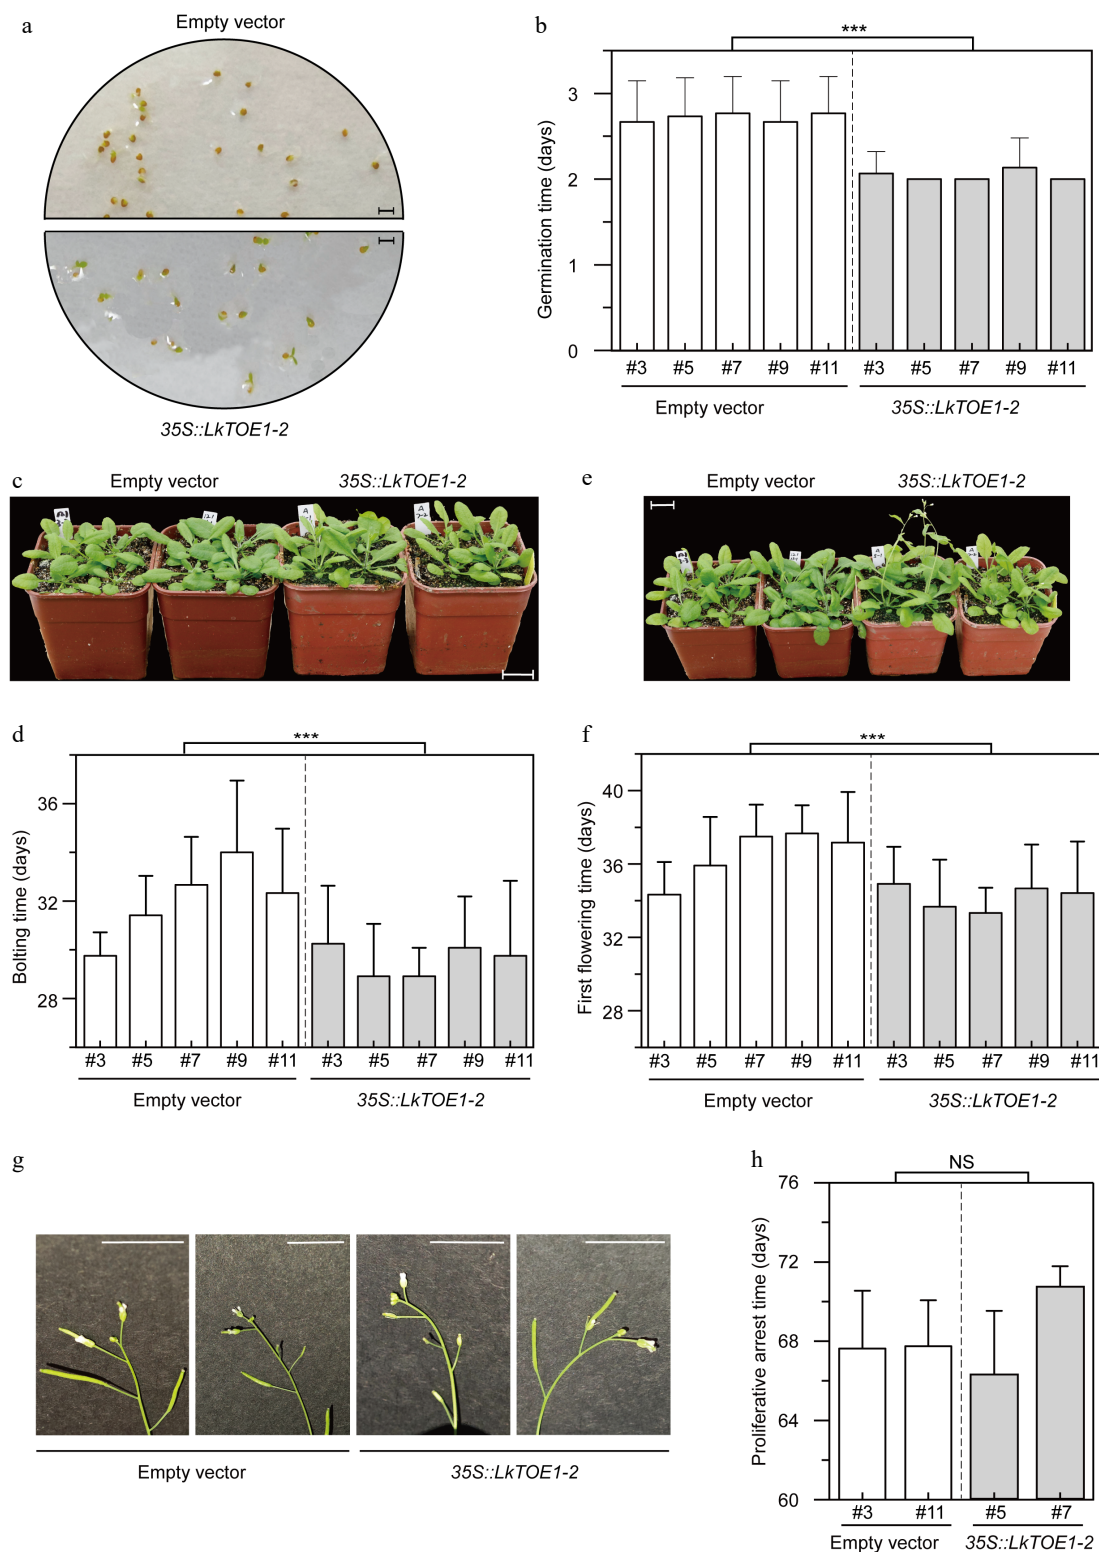 a
Empty vector
35S::LkTOE1-2
b
***
Germination time (days)
3
2
1
0
#3 #5 #7 #9 #11 #3 #5 #7 #9 #11
Empty vector 35S::LkTOE1-2
c
Empty vector 35S::LkTOE1-2
e
Empty vector 35S::LkTOE1-2
d
***
Bolting time (days)
36
32
28
#3 #5 #7 #9 #11 #3 #5 #7 #9 #11
Empty vector 35S::LkTOE1-2
f
***
First flowering time (days)
40
36
32
28
#3 #5 #7 #9 #11 #3 #5 #7 #9 #11
Empty vector 35S::LkTOE1-2
g
Empty vector 35S::LkTOE1-2
h
NS
Proliferative arrest time (days)
76
72
68
64
60
#3 #11 #5 #7
Empty vector 35S::LkTOE1-2